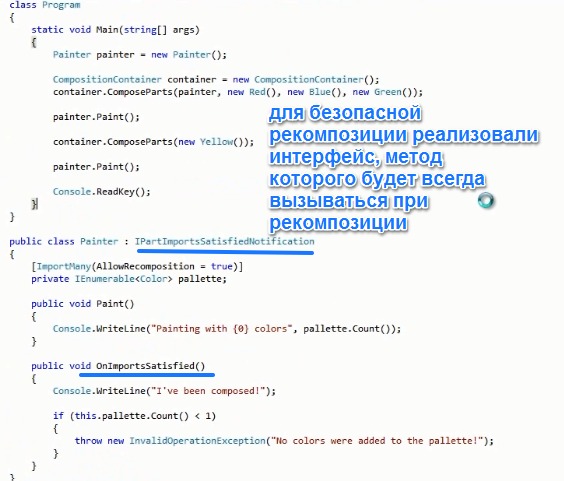 class Program
{
static void Main(string[] args)
{
Painter painter = new Painter();
CompositionContainer container = new CompositionContainer();
container.ComposeParts(painter, new Red(), new Blue(), new Green());
painter.Paint();
container.ComposeParts(new Yellow());
painter.Paint();
Console.ReadKey();
}
}
для безопасной
рекомпозиции реализовали
интерфейс, метод
которого будет всегда
вызываться при
рекомпозиции
public class Painter : IPartImportsSatisfiedNotification
{
[ImportMany(AllowRecomposition = true)]
private IEnumerable<Color> pallette;
public void Paint()
{
Console.WriteLine("Painting with {0} colors", pallette.Count());
}
public void OnImportsSatisfied()
{
Console.WriteLine("I've been composed!");
if (this.pallette.Count() < 1)
{
throw new InvalidOperationException("No colors were added to the pallette!");
}
}
}